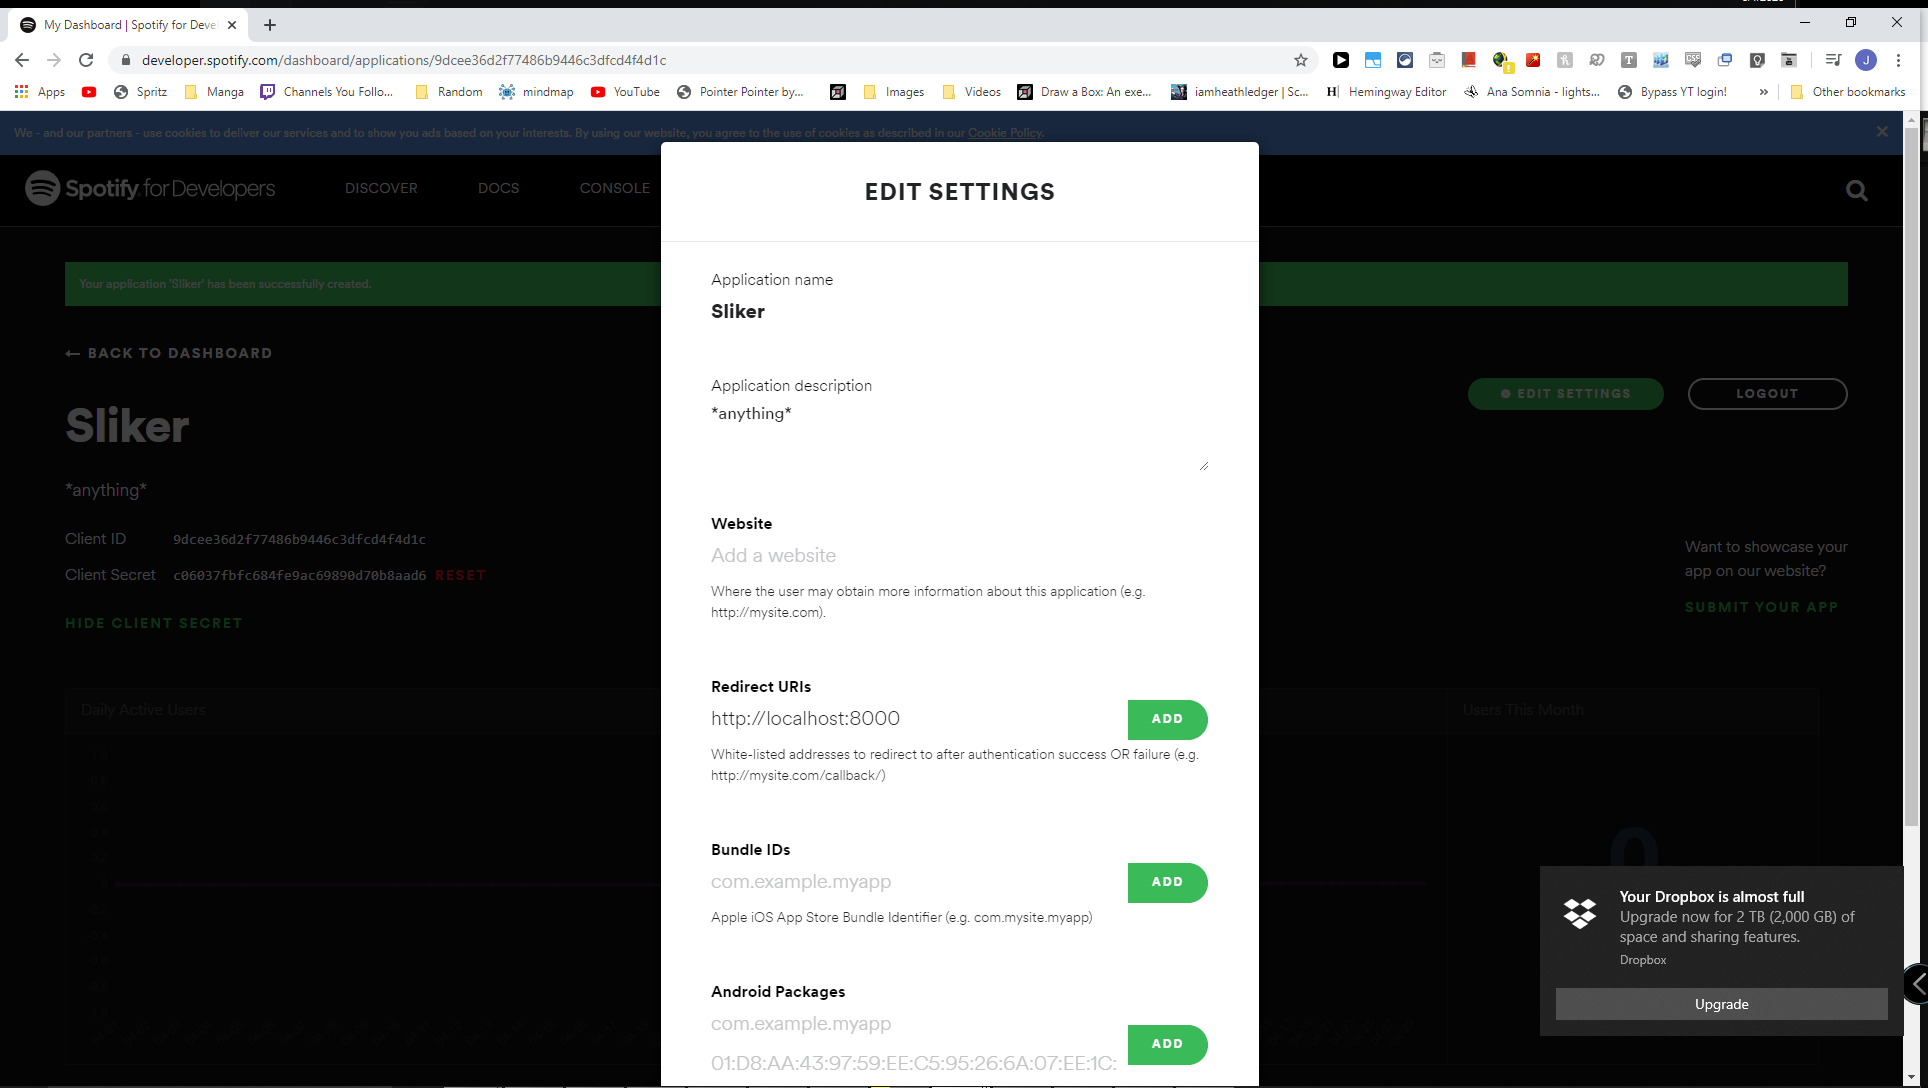 My Dashboard | Spotify for Deve
developer.spotify.com/dashboard/applications/9dcee36d2f77486b9446c3dfcd4f4d1c
Apps Spritz Manga Channels You Follo... Random mindmap YouTube Pointer Pointer by... Images Videos Draw a Box: An exe... iamheathledger | Sc... Hemingway Editor Ana Somnia - lights... Bypass YT login! » Other bookmarks
We - and our partners - use cookies to deliver our services and to show you ads based on your interests. By using our website, you agree to the use of cookies as described in our Cookie Policy.
Spotify for Developers DISCOVER DOCS CONSOLE
Your application 'Sliker' has been successfully created.
← BACK TO DASHBOARD
EDIT SETTINGS LOGOUT
Sliker
*anything*
Client ID 9dcee36d2f77486b9446c3dfcd4f4d1c
Client Secret c06037fbfc684fe9ac69890d70b8aad6 RESET
HIDE CLIENT SECRET
Want to showcase your
app on our website?
SUBMIT YOUR APP
Daily Active Users
Users This Month
0
EDIT SETTINGS
Application name
Sliker
Application description
*anything*
Website
Add a website
Where the user may obtain more information about this application (e.g.
http://mysite.com).
Redirect URIs
http://localhost:8000 ADD
White-listed addresses to redirect to after authentication success OR failure (e.g.
http://mysite.com/callback/)
Bundle IDs
com.example.myapp ADD
Apple iOS App Store Bundle Identifier (e.g. com.mysite.myapp)
Android Packages
com.example.myapp
01:D8:AA:43:97:59:EE:C5:95:26:6A:07:EE:1C: ADD
Your Dropbox is almost full
Upgrade now for 2 TB (2,000 GB) of
space and sharing features.
Dropbox
Upgrade